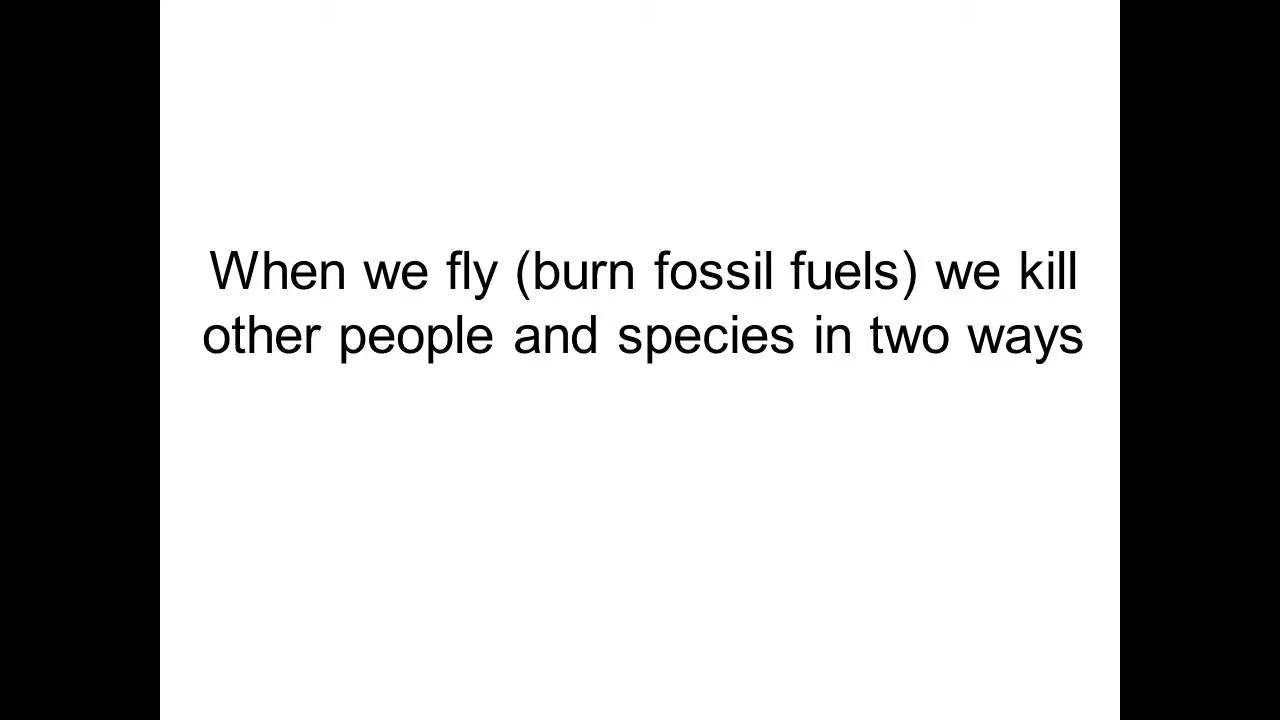 When we fly (burn fossil fuels) we kill
other people and species in two ways